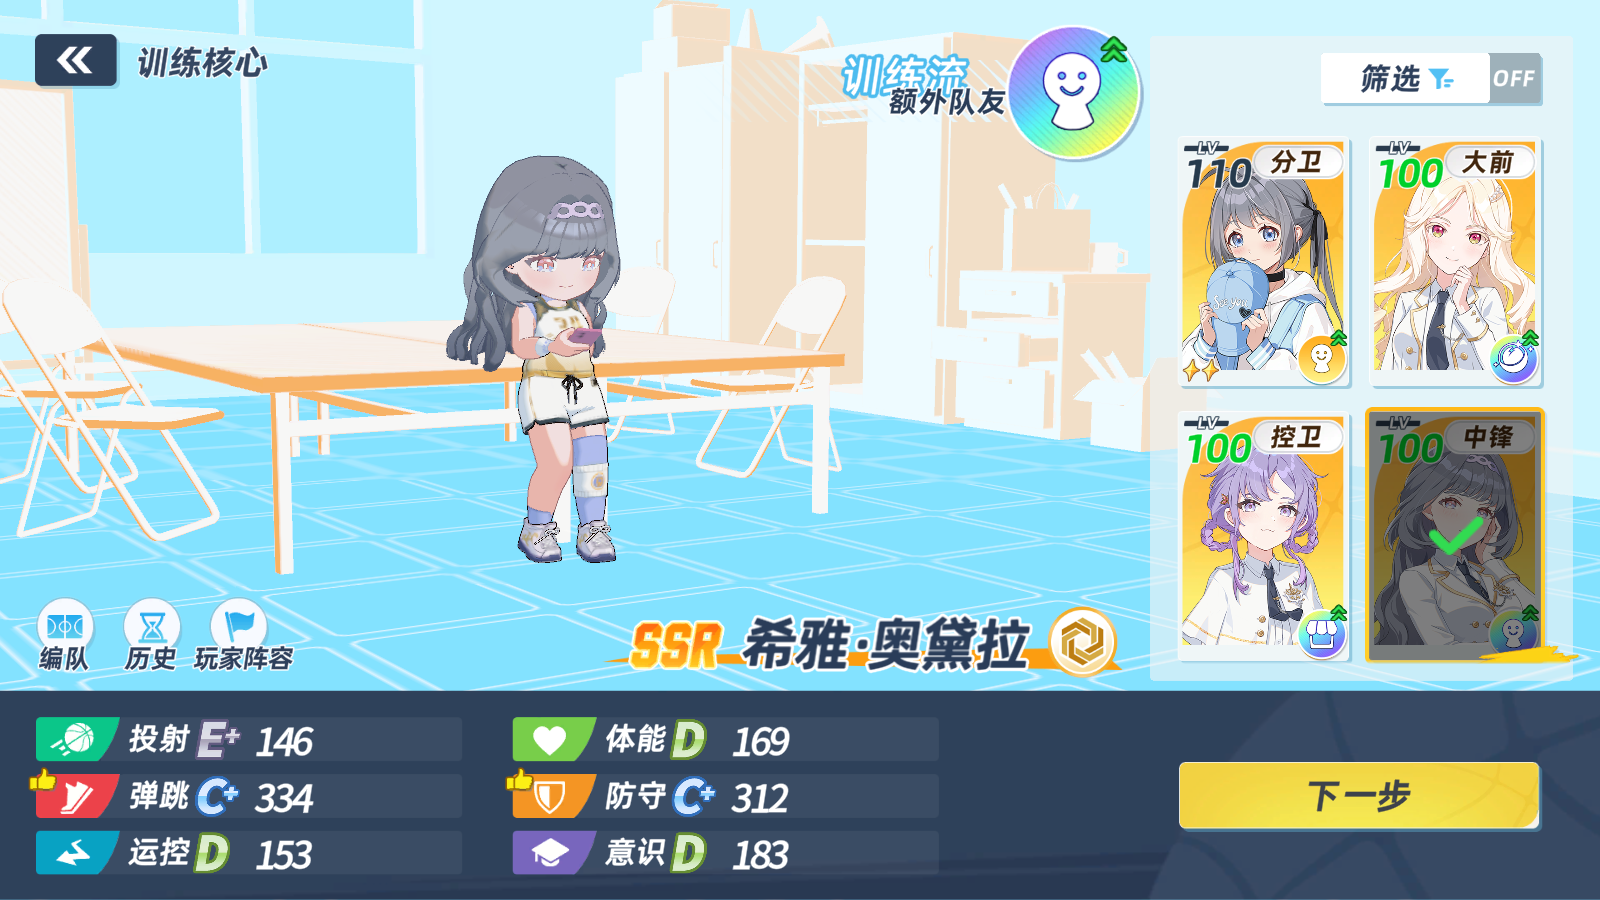 训练核心
训练流
额外队友
筛选
OFF
LV
110
分卫
LV
100
大前
See you
LV
100
控卫
LV
100
中锋
编队
历史
玩家阵容
SSR 希雅·奥黛拉
投射 E+ 146
体能 D 169
弹跳 C+ 334
防守 C+ 312
运控 D 153
意识 D 183
下一步